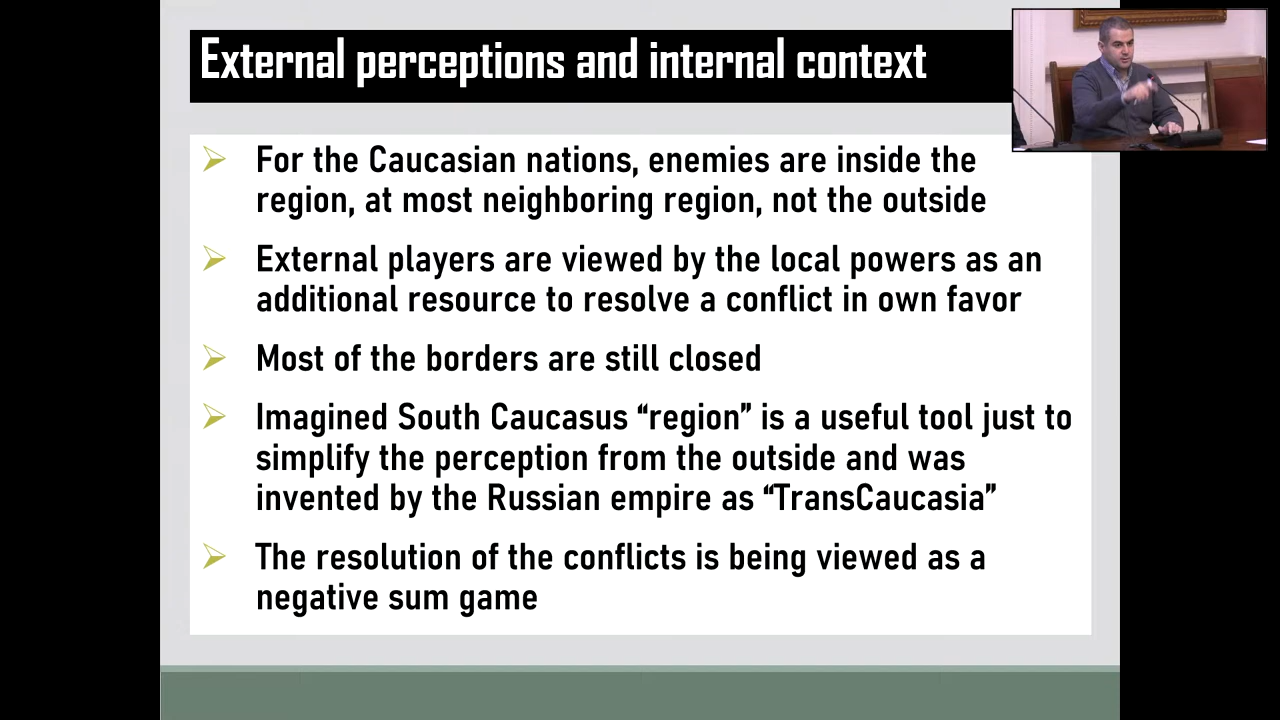 External perceptions and internal context
For the Caucasian nations, enemies are inside the
region, at most neighboring region, not the outside
External players are viewed by the local powers as an
additional resource to resolve a conflict in own favor
Most of the borders are still closed
Imagined South Caucasus “region” is a useful tool just to
simplify the perception from the outside and was
invented by the Russian empire as “TransCaucasia”
The resolution of the conflicts is being viewed as a
negative sum game